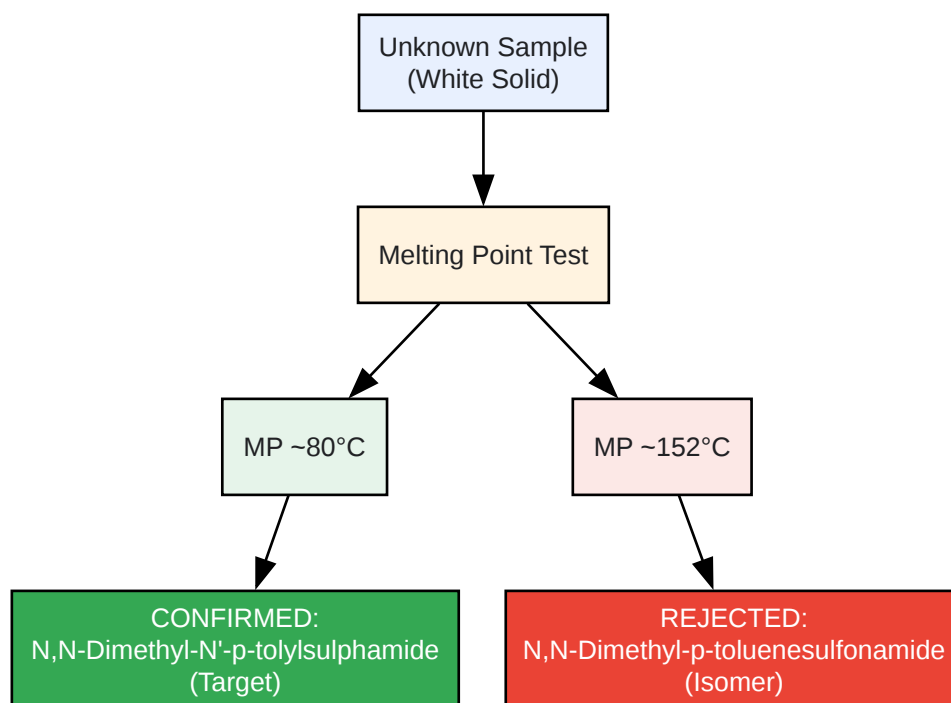 Unknown Sample
(White Solid)
Melting Point Test
MP ~80°C
MP ~152°C
CONFIRMED:
N,N-Dimethyl-N'-p-tolylsulphamide
(Target)
REJECTED:
N,N-Dimethyl-p-toluenesulfonamide
(Isomer)